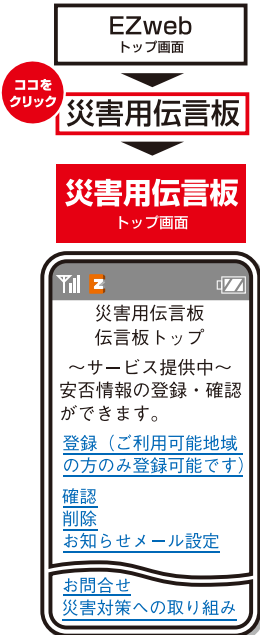 EZweb
トップ画面
ココを
クリック
災害用伝言板
災害用伝言板
トップ画面
災害用伝言板
伝言板トップ
～サービス提供中～
安否情報の登録・確認
ができます。
登録（ご利用可能地域
の方のみ登録可能です）
確認
削除
お知らせメール設定
お問合せ
災害対策への取り組み